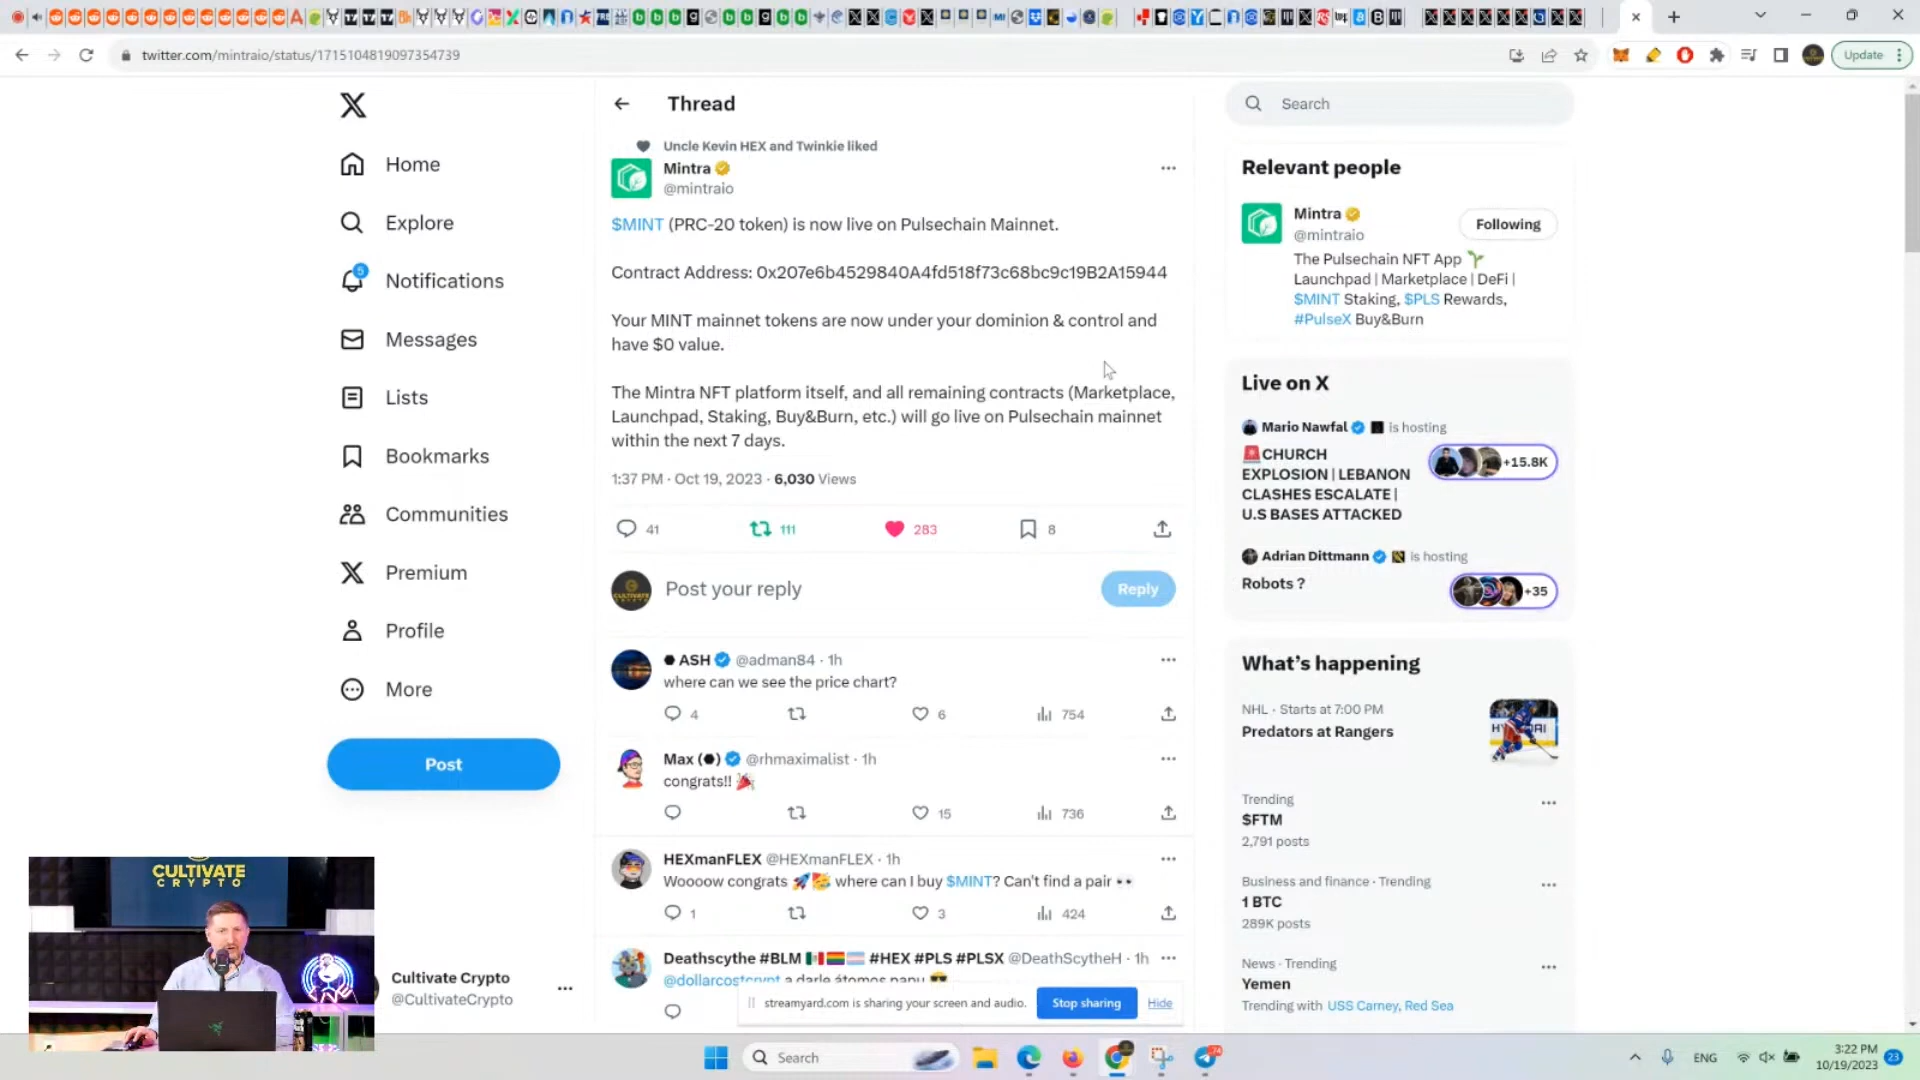 twitter.com/mintraio/status/1715104819097354739
Update
Home
Explore
5
Notifications
Messages
Lists
Bookmarks
Communities
Premium
Profile
More
Post
Cultivate Crypto
@CultivateCrypto
Thread
Uncle Kevin HEX and Twinkie liked
Mintra
@mintraio
$MINT (PRC-20 token) is now live on Pulsechain Mainnet.
Contract Address: 0x207e6b4529840A4fd518f73c68bc9c19B2A15944
Your MINT mainnet tokens are now under your dominion & control and
have $0 value.
The Mintra NFT platform itself, and all remaining contracts (Marketplace,
Launchpad, Staking, Buy&Burn, etc.) will go live on Pulsechain mainnet
within the next 7 days.
1:37 PM · Oct 19, 2023 · 6,030 Views
41 111 283 8
Post your reply
Reply
ASH @adman84 · 1h
where can we see the price chart?
4 6 754
Max (⬣) @rhmaximalist · 1h
congrats!! 🎉
15 736
HEXmanFLEX @HEXmanFLEX · 1h
Woooow congrats 🚀🥳 where can I buy $MINT? Can't find a pair 👀
1 3 424
Deathscythe #BLM 🇲🇽🏳️‍🌈🏳️‍⚧️ #HEX #PLS #PLSX @DeathScytheH · 1h
@dollarcostcrypt a darle átomos papu 😎
streamyard.com is sharing your screen and audio.
Stop sharing
Hide
Search
Relevant people
Mintra
@mintraio
Following
The Pulsechain NFT App 🌱
Launchpad | Marketplace | DeFi |
$MINT Staking, $PLS Rewards,
#PulseX Buy&Burn
Live on X
Mario Nawfal is hosting
🚨CHURCH
EXPLOSION | LEBANON
CLASHES ESCALATE |
U.S BASES ATTACKED
+15.8K
Adrian Dittmann is hosting
Robots ?
+35
What's happening
NHL · Starts at 7:00 PM
Predators at Rangers
Trending
$FTM
2,791 posts
Business and finance · Trending
1 BTC
289K posts
News · Trending
Yemen
Trending with USS Carney, Red Sea
CULTIVATE
CRYPTO
Search
ENG
3:22 PM
10/19/2023
23